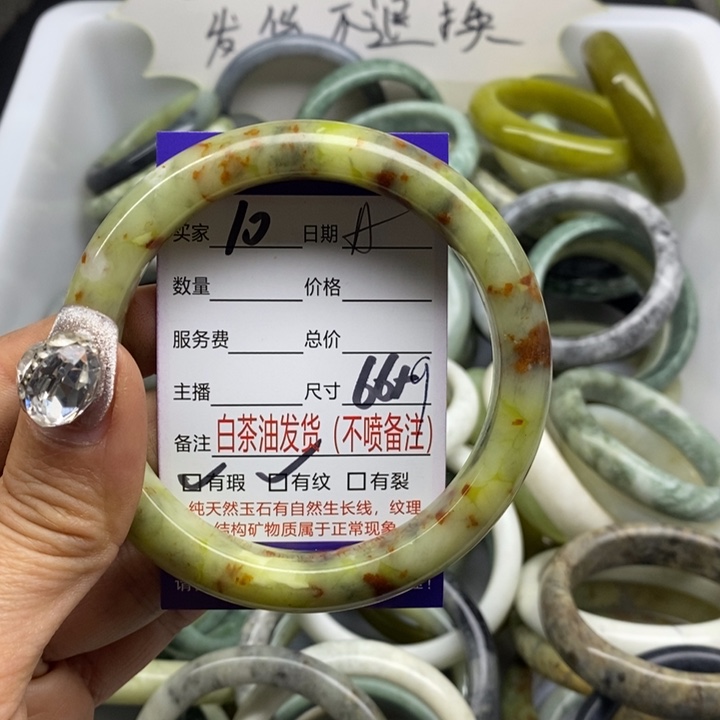 发货不退换
买家 10 日期 A
数量 价格
服务费 总价
主播 尺寸 66+9
备注 白茶油发货(不喷备注)
有瑕 有纹 有裂
纯天然玉石有自然生长线,纹理
结构矿物质属于正常现象